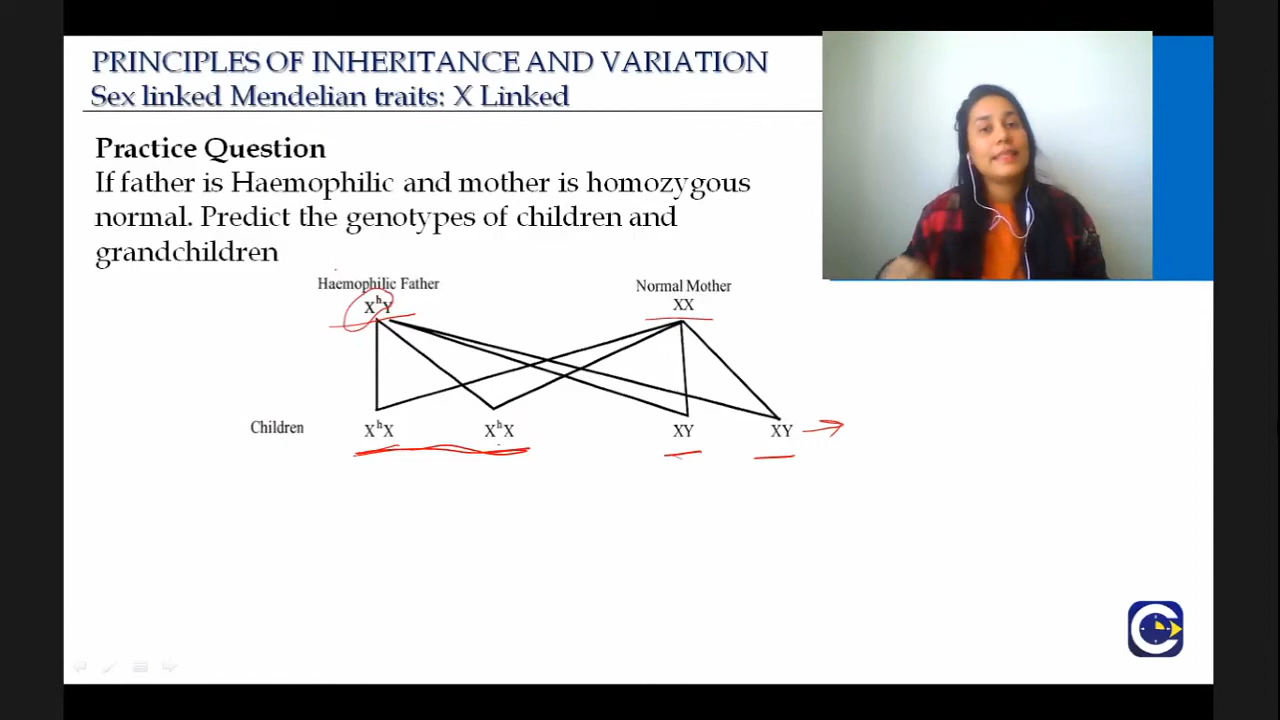 PRINCIPLES OF INHERITANCE AND VARIATION
Sex linked Mendelian traits: X Linked
Practice Question
If father is Haemophilic and mother is homozygous
normal. Predict the genotypes of children and
grandchildren
Haemophilic Father
Normal Mother
XʰY
XX
Children
XʰX
XʰX
XY
XY